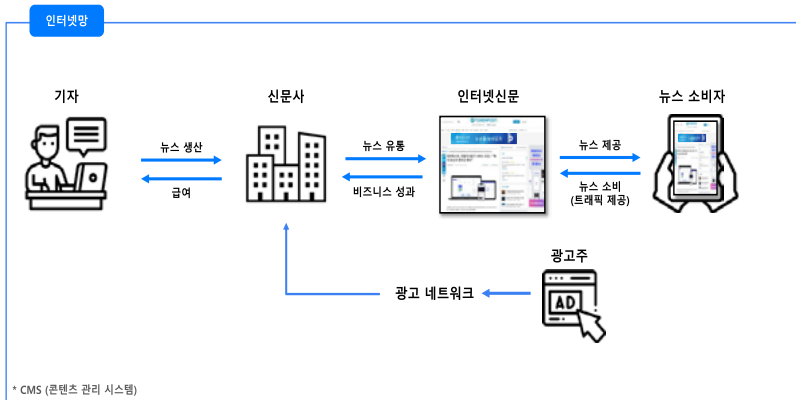 인터넷망
기자
신문사
인터넷신문
뉴스 소비자
뉴스 생산
급여
뉴스 유통
비즈니스 성과
뉴스 제공
뉴스 소비
(트래픽 제공)
광고주
AD
광고 네트워크
* CMS (콘텐츠 관리 시스템)